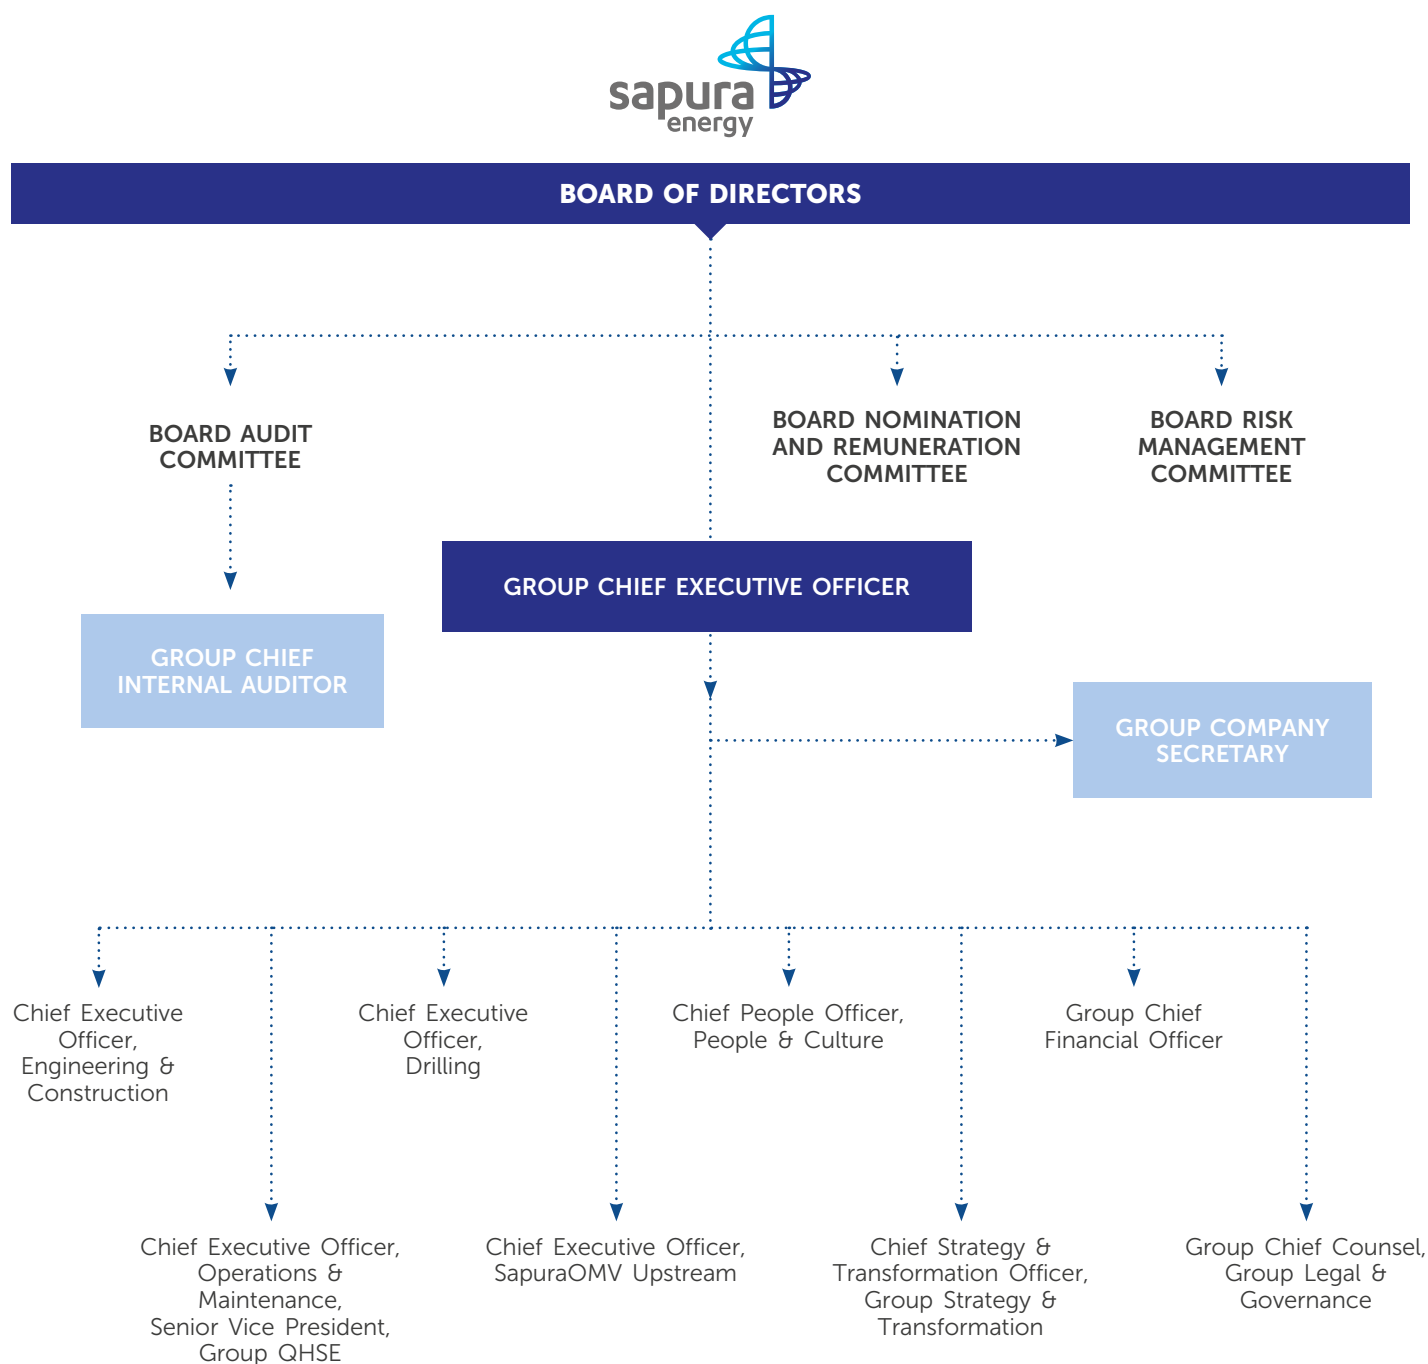 sapura
energy
BOARD OF DIRECTORS
BOARD AUDIT
COMMITTEE
BOARD NOMINATION
AND REMUNERATION
COMMITTEE
BOARD RISK
MANAGEMENT
COMMITTEE
GROUP CHIEF EXECUTIVE OFFICER
GROUP CHIEF
INTERNAL AUDITOR
GROUP COMPANY
SECRETARY
Chief Executive
Officer,
Engineering &
Construction
Chief Executive
Officer,
Drilling
Chief People Officer,
People & Culture
Group Chief
Financial Officer
Chief Executive Officer,
Operations &
Maintenance,
Senior Vice President,
Group QHSE
Chief Executive Officer,
SapuraOMV Upstream
Chief Strategy &
Transformation Officer,
Group Strategy &
Transformation
Group Chief Counsel,
Group Legal &
Governance